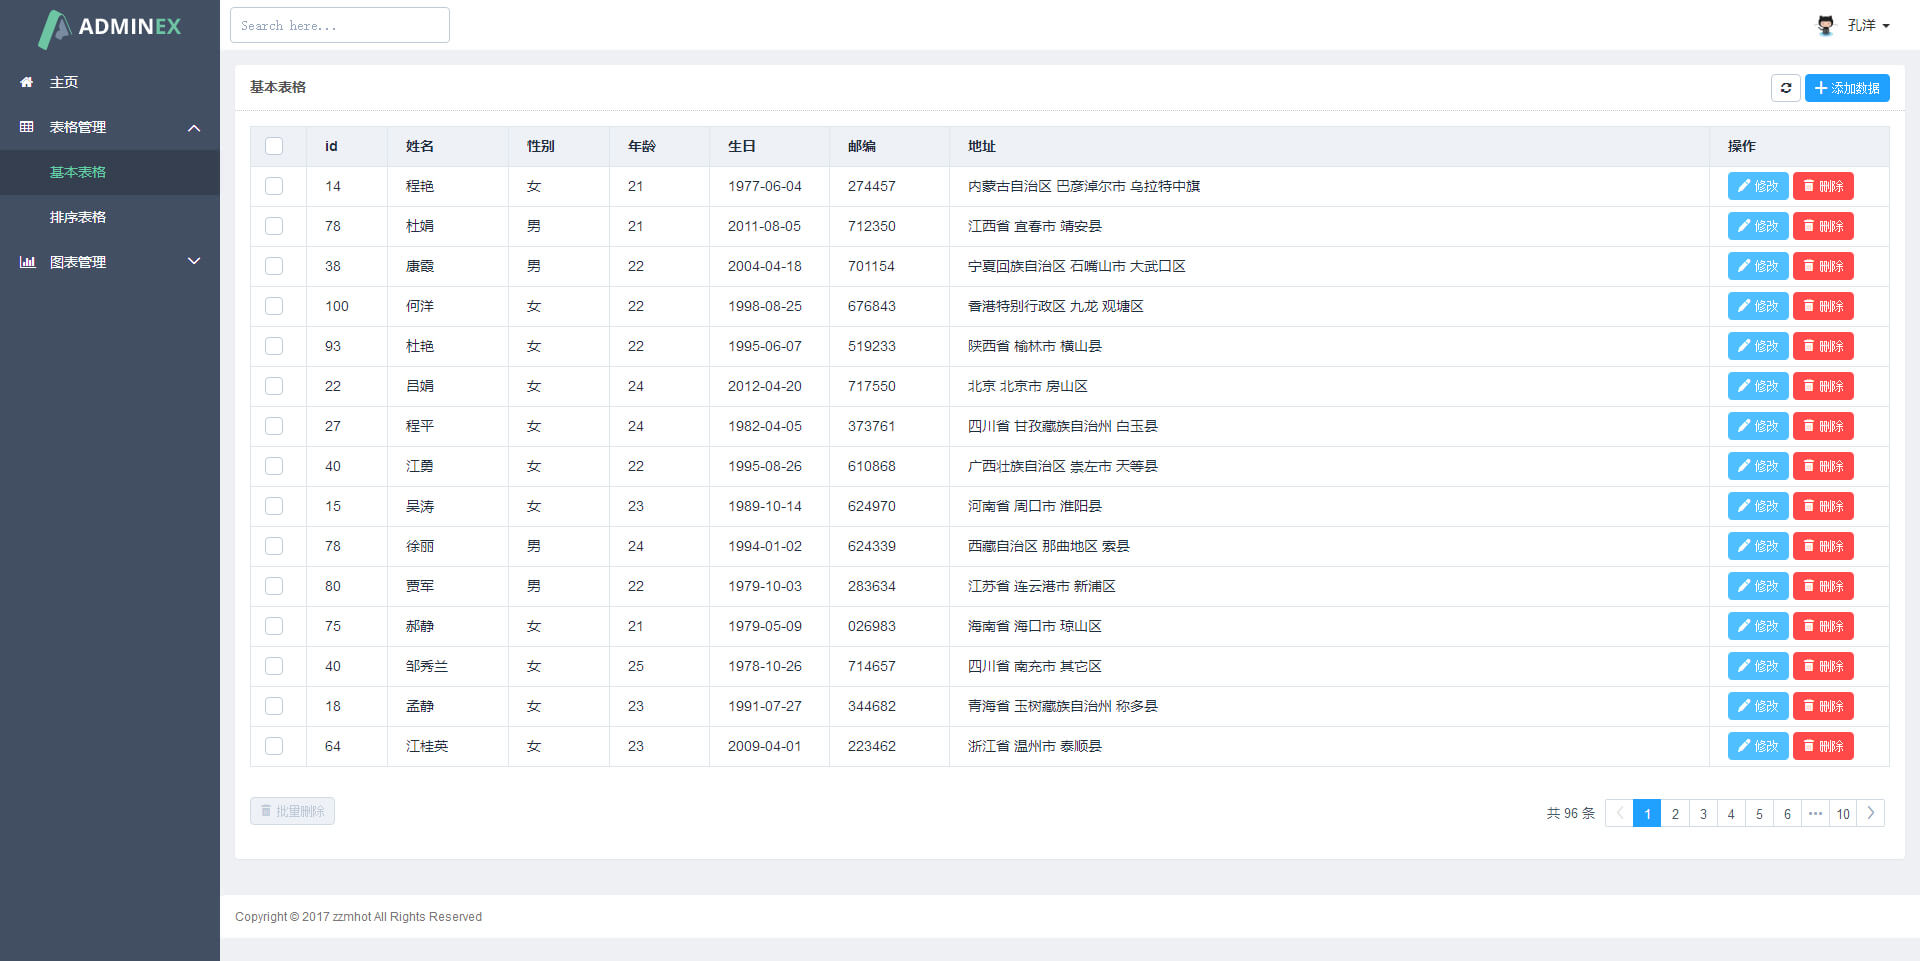 ADMINEX
Search here...
孔洋
主页
表格管理
基本表格
排序表格
图表管理
基本表格
添加数据
id 姓名 性别 年龄 生日 邮编 地址 操作
14 程艳 女 21 1977-06-04 274457 内蒙古自治区 巴彦淖尔市 乌拉特中旗 修改 删除
78 杜娟 男 21 2011-08-05 712350 江西省 宜春市 靖安县 修改 删除
38 康霞 男 22 2004-04-18 701154 宁夏回族自治区 石嘴山市 大武口区 修改 删除
100 何洋 女 22 1998-08-25 676843 香港特别行政区 九龙 观塘区 修改 删除
93 杜艳 女 22 1995-06-07 519233 陕西省 榆林市 横山县 修改 删除
22 吕娟 女 24 2012-04-20 717550 北京 北京市 房山区 修改 删除
27 程平 女 24 1982-04-05 373761 四川省 甘孜藏族自治州 白玉县 修改 删除
40 江勇 女 22 1995-08-26 610868 广西壮族自治区 崇左市 天等县 修改 删除
15 吴涛 女 23 1989-10-14 624970 河南省 周口市 淮阳县 修改 删除
78 徐丽 男 24 1994-01-02 624339 西藏自治区 那曲地区 索县 修改 删除
80 贾军 男 22 1979-10-03 283634 江苏省 连云港市 新浦区 修改 删除
75 郝静 女 21 1979-05-09 026983 海南省 海口市 琼山区 修改 删除
40 邹秀兰 女 25 1978-10-26 714657 四川省 南充市 其它区 修改 删除
18 孟静 女 23 1991-07-27 344682 青海省 玉树藏族自治州 称多县 修改 删除
64 江桂英 女 23 2009-04-01 223462 浙江省 温州市 泰顺县 修改 删除
批量删除
共 96 条 1 2 3 4 5 6 ••• 10
Copyright © 2017 zzmhot All Rights Reserved